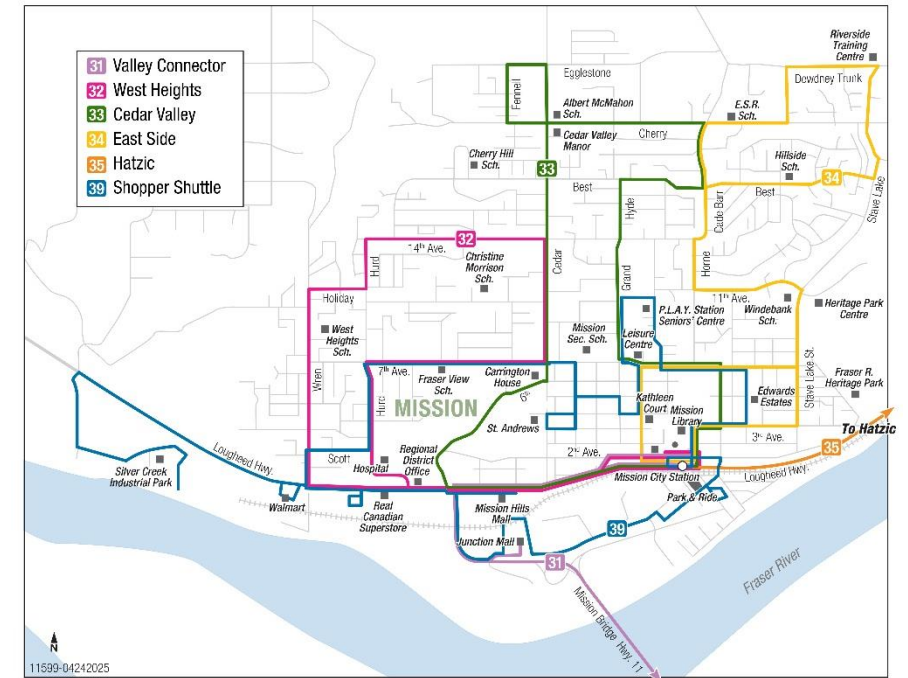 31 Valley Connector
32 West Heights
33 Cedar Valley
34 East Side
35 Hatzic
39 Shopper Shuttle
Riverside
Training
Centre
Egglestone
Dewdney Trunk
Fennell
Albert McMahon
Sch.
E.S.R.
Sch.
Cedar Valley
Manor
Cherry
Cherry Hill
Sch.
33
Hillside
Sch.
34
Best
Best
Hyde
Cade Barr
Stave Lake
32
14th Ave.
Hurd
Christine
Morrison
Sch.
Cedar
Grand
Horne
Holiday
11th Ave.
West
Heights
Sch.
Mission
Sec. Sch.
P.L.A.Y. Station
Seniors' Centre
Leisure
Centre
Windebank
Sch.
Heritage Park
Centre
Wren
7th Ave.
Hurd
Fraser View
Sch.
Carrington
House
Stave Lake St.
Fraser R.
Heritage Park
MISSION
Kathleen
Court
Mission
Library
Edwards
Estates
St. Andrews
3rd Ave.
To Hatzic
35
Scott
Hospital
Regional
District
Office
2nd Ave.
Lougheed Hwy.
Mission City Station
Lougheed Hwy.
Park & Ride
Silver Creek
Industrial Park
Walmart
Real
Canadian
Superstore
Mission Hills
Mall
39
Junction Mall
31
Mission Bridge Hwy. 11
Fraser River
N
11599-04242025